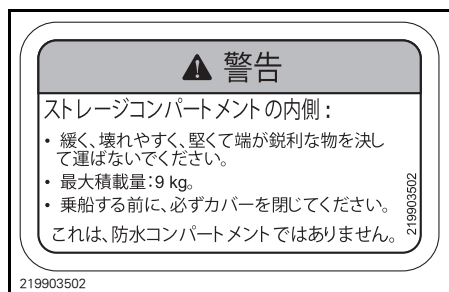 警告
ストレージコンパートメントの内側：
• 緩く、壊れやすく、堅くて端が鋭利な物を決し
て運ばないでください。
• 最大積載量：9 kg。
• 乗船する前に、必ずカバーを閉じてください。
これは、防水コンパートメントではありません。
219903502
219903502